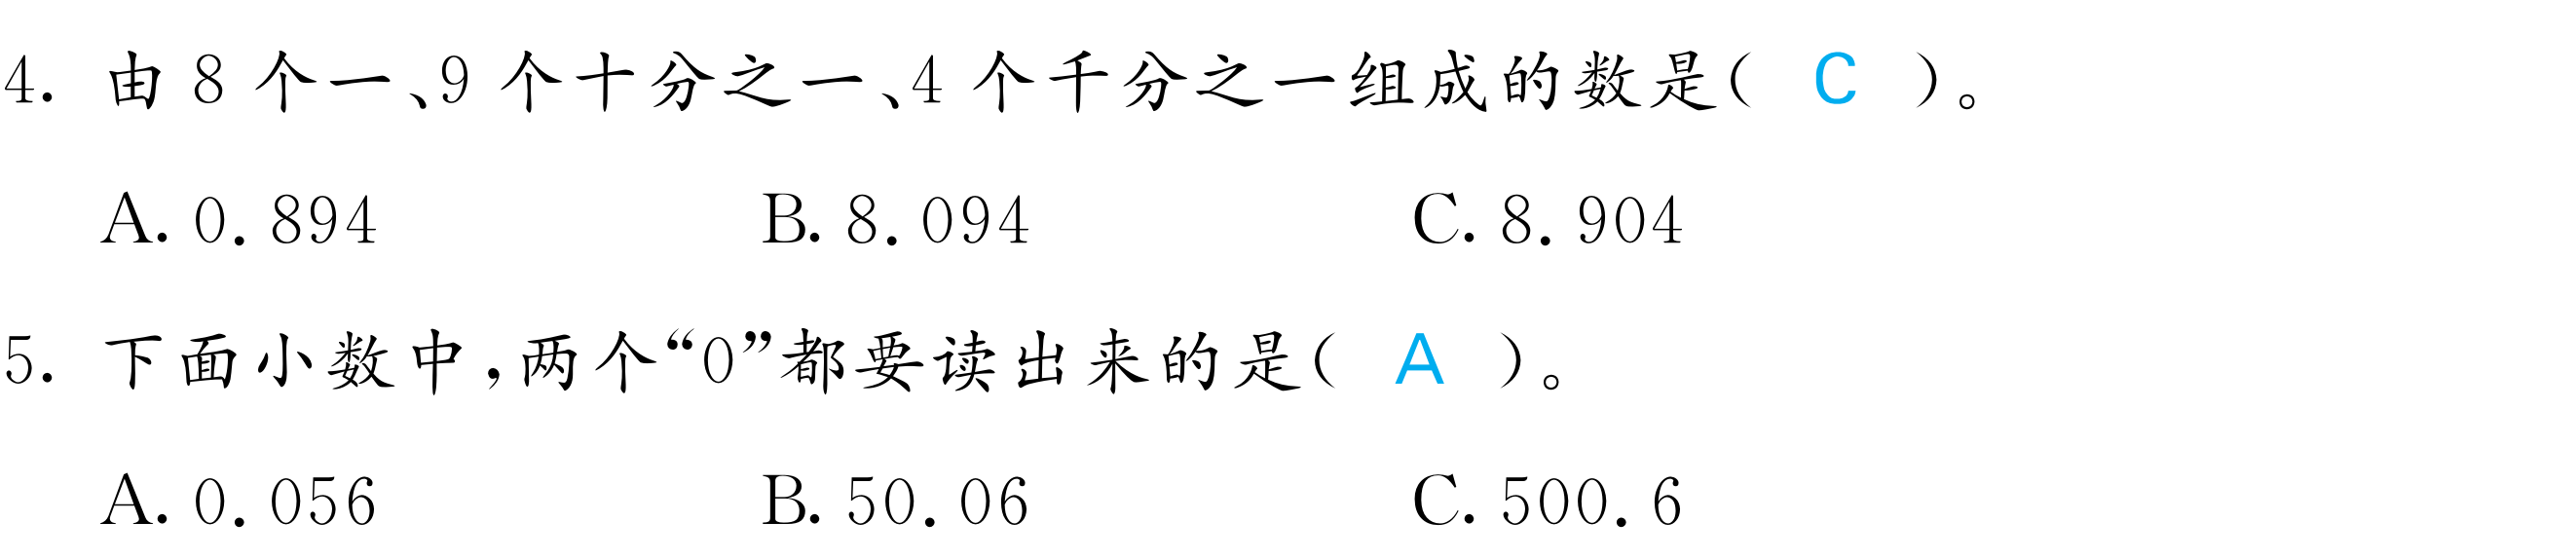 4. 由 8 个一、9 个十分之一、4 个千分之一组成的数是( C )。
A. 0.894 B. 8.094 C. 8.904
5. 下面小数中,两个“0”都要读出来的是( A )。
A. 0.056 B. 50.06 C. 500.6